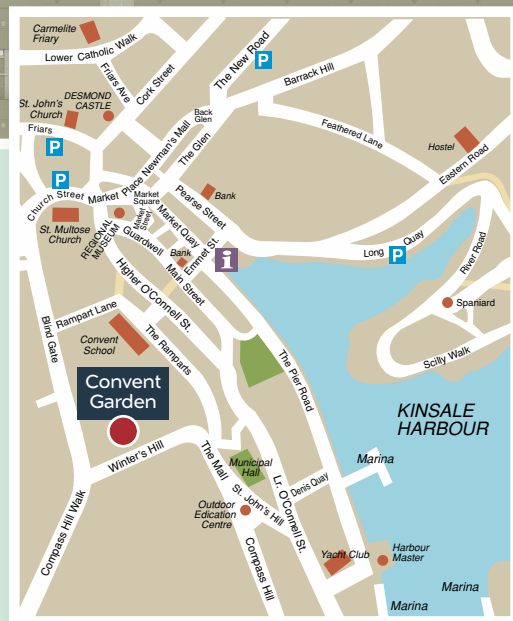 Carmelite
Friary
Lower Catholic Walk
The New Road
P
Barrack Hill
Friars Ave
Cork Street
DESMOND
CASTLE
St. John's
Church
Friars
P
Back
Glen
Feathered Lane
Hostel
Eastern Road
Newman's Mall
The Glen
P
Church Street
Market Place
Market
Square
Market
Street
Pearse Street
Bank
St. Multose
Church
REGIONAL
MUSEUM
Guardwell
Market Quay
Bank
Emmet St.
i
Long Quay
P
River Road
Main Street
Higher O'Connell St.
Spaniard
Rampart Lane
Blind Gate
Convent
School
The Ramparts
The Pier Road
Scilly Walk
Convent
Garden
KINSALE
HARBOUR
Winter's Hill
The Mall
Municipal
Hall
Marina
Denis Quay
St. John's Hill
Lr. O'Connell St.
Outdoor
Edication
Centre
Compass Hill Walk
Compass Hill
Yacht Club
Harbour
Master
Marina
Marina